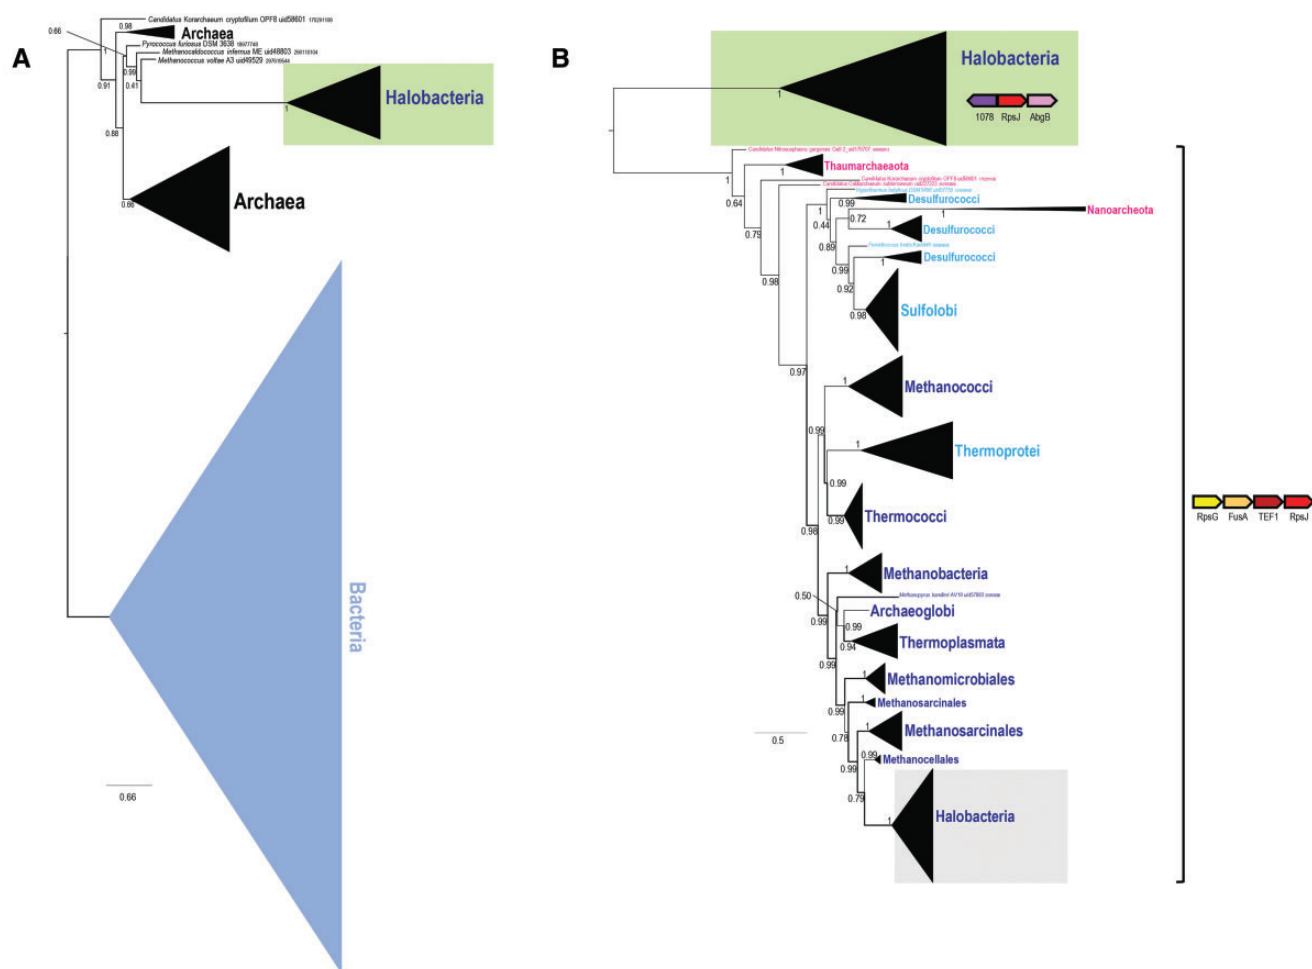 A
0.66
Candidatus Korarchaeum cryptofilum OPF8 uid58601
0.98
Archaea
1
Pyrococcus furiosus DSM 3638 18977740
Methanocaldococcus infernus ME uid48803
0.99
Methanococcus voltae A3 uid49529
0.91
0.41
Halobacteria
1
0.88
0.66
Archaea
Bacteria
0.66
B
Halobacteria
1
1078
RpsJ
AbgB
1
Thaumarchaeota
1
0.64
0.99
Desulfurococci
1
0.44
0.72
1
Nanoarcheota
1
Desulfurococci
0.79
0.89
1
Desulfurococci
0.99
0.98
0.92
Sulfolobi
0.98
0.97
1
Methanococci
0.99
1
Thermoprotei
0.99
0.99
Thermococci
0.98
1
Methanobacteria
0.50
Archaeoglobi
0.99
0.99
0.94
Thermoplasmata
0.99
1
Methanomicrobiales
1
Methanosarcinales
0.99
0.5
0.78
1
Methanosarcinales
0.99
0.99
Methanocellales
0.79
Halobacteria
1
RpsG
FusA
TEF1
RpsJ